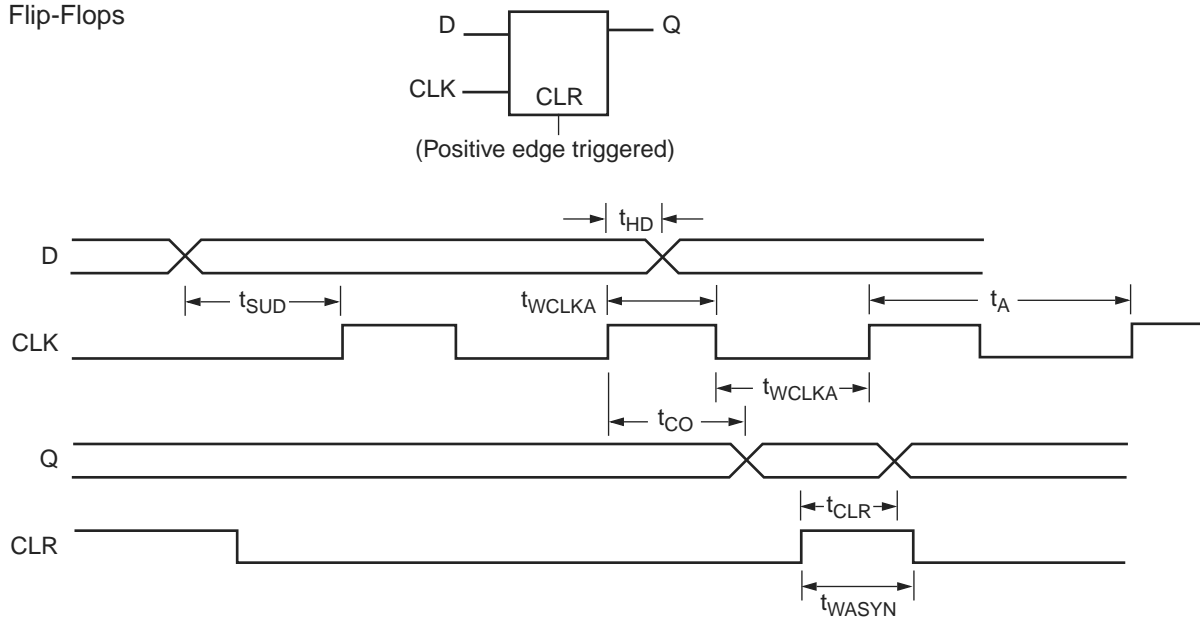 Flip-Flops
D
Q
CLK
CLR
(Positive edge triggered)
tHD
D
tSUD
tWCLKA
tA
CLK
tWCLKA
tCO
Q
tCLR
CLR
tWASYN